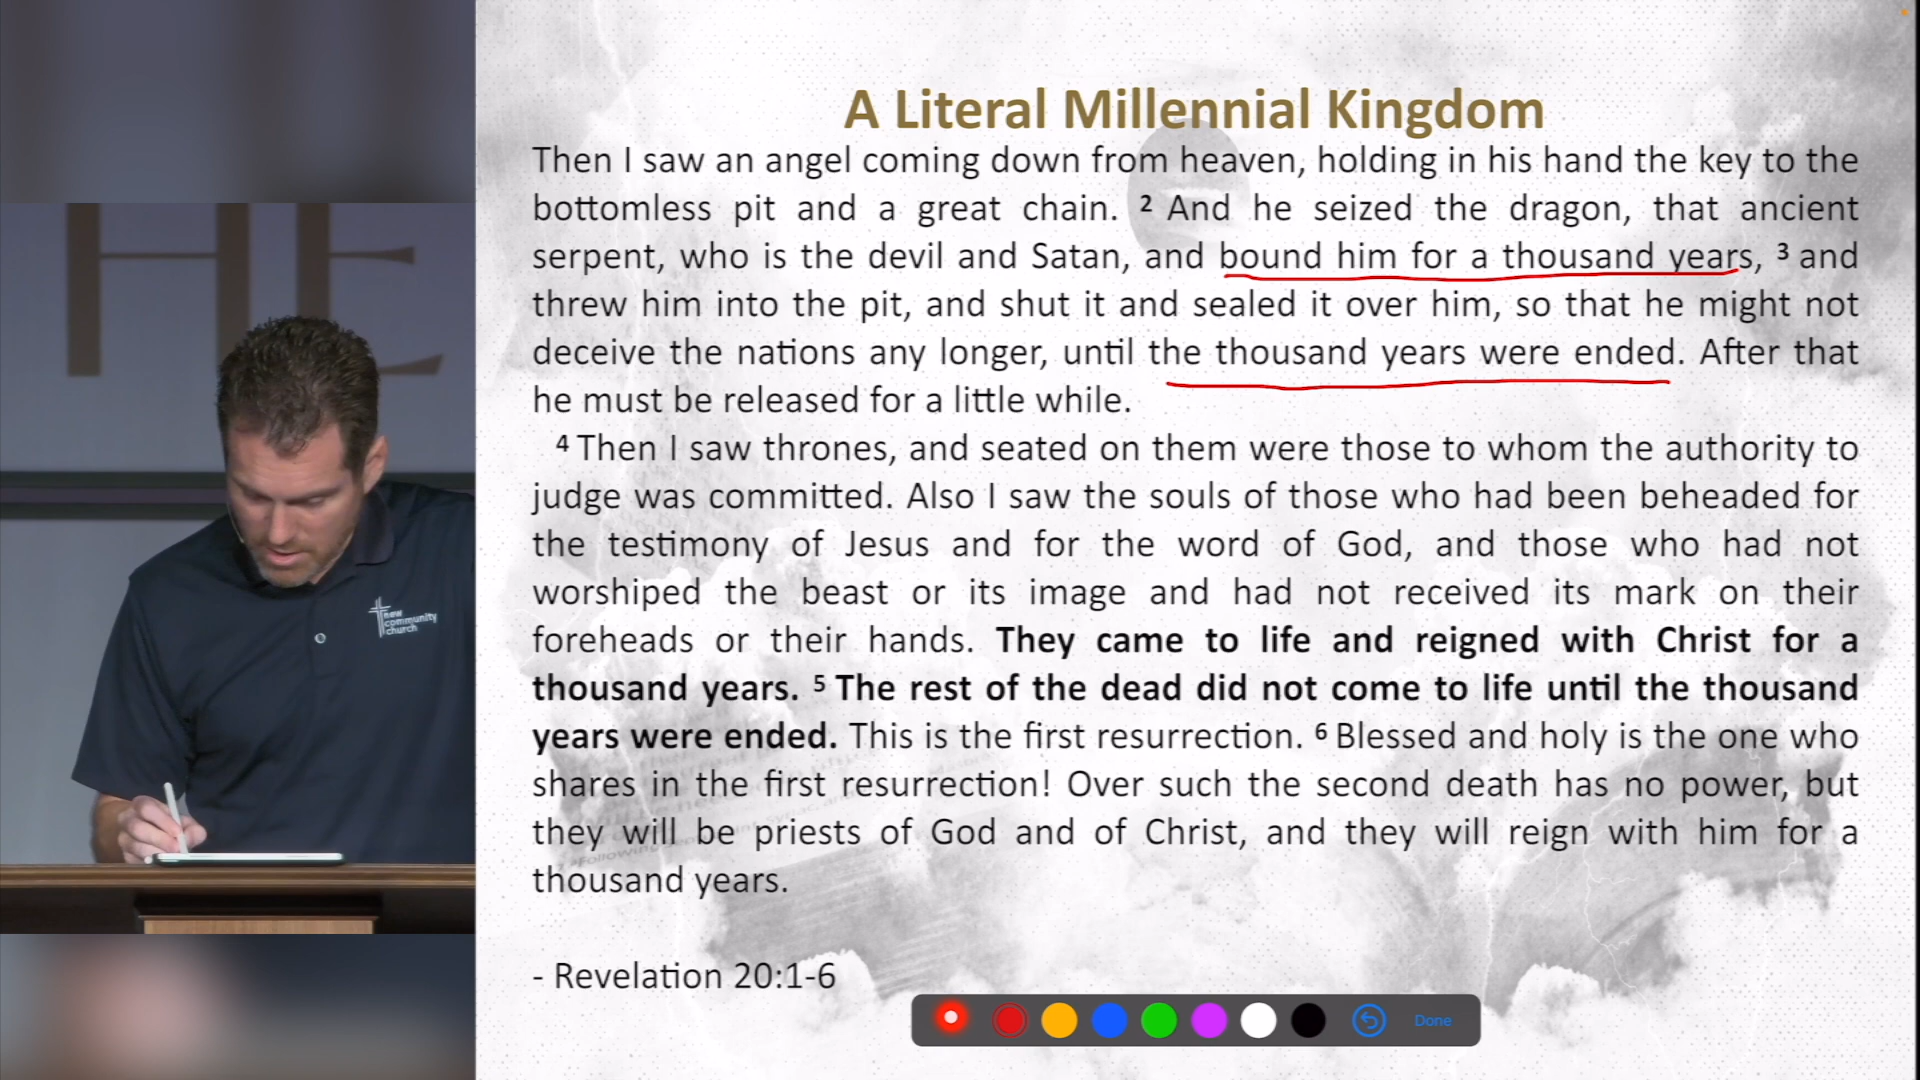 HE
new
community
church
A Literal Millennial Kingdom
Then I saw an angel coming down from heaven, holding in his hand the key to the
bottomless pit and a great chain. ² And he seized the dragon, that ancient
serpent, who is the devil and Satan, and bound him for a thousand years, ³ and
threw him into the pit, and shut it and sealed it over him, so that he might not
deceive the nations any longer, until the thousand years were ended. After that
he must be released for a little while.
⁴ Then I saw thrones, and seated on them were those to whom the authority to
judge was committed. Also I saw the souls of those who had been beheaded for
the testimony of Jesus and for the word of God, and those who had not
worshiped the beast or its image and had not received its mark on their
foreheads or their hands. They came to life and reigned with Christ for a
thousand years. ⁵ The rest of the dead did not come to life until the thousand
years were ended. This is the first resurrection. ⁶ Blessed and holy is the one who
shares in the first resurrection! Over such the second death has no power, but
they will be priests of God and of Christ, and they will reign with him for a
thousand years.
- Revelation 20:1-6
Done